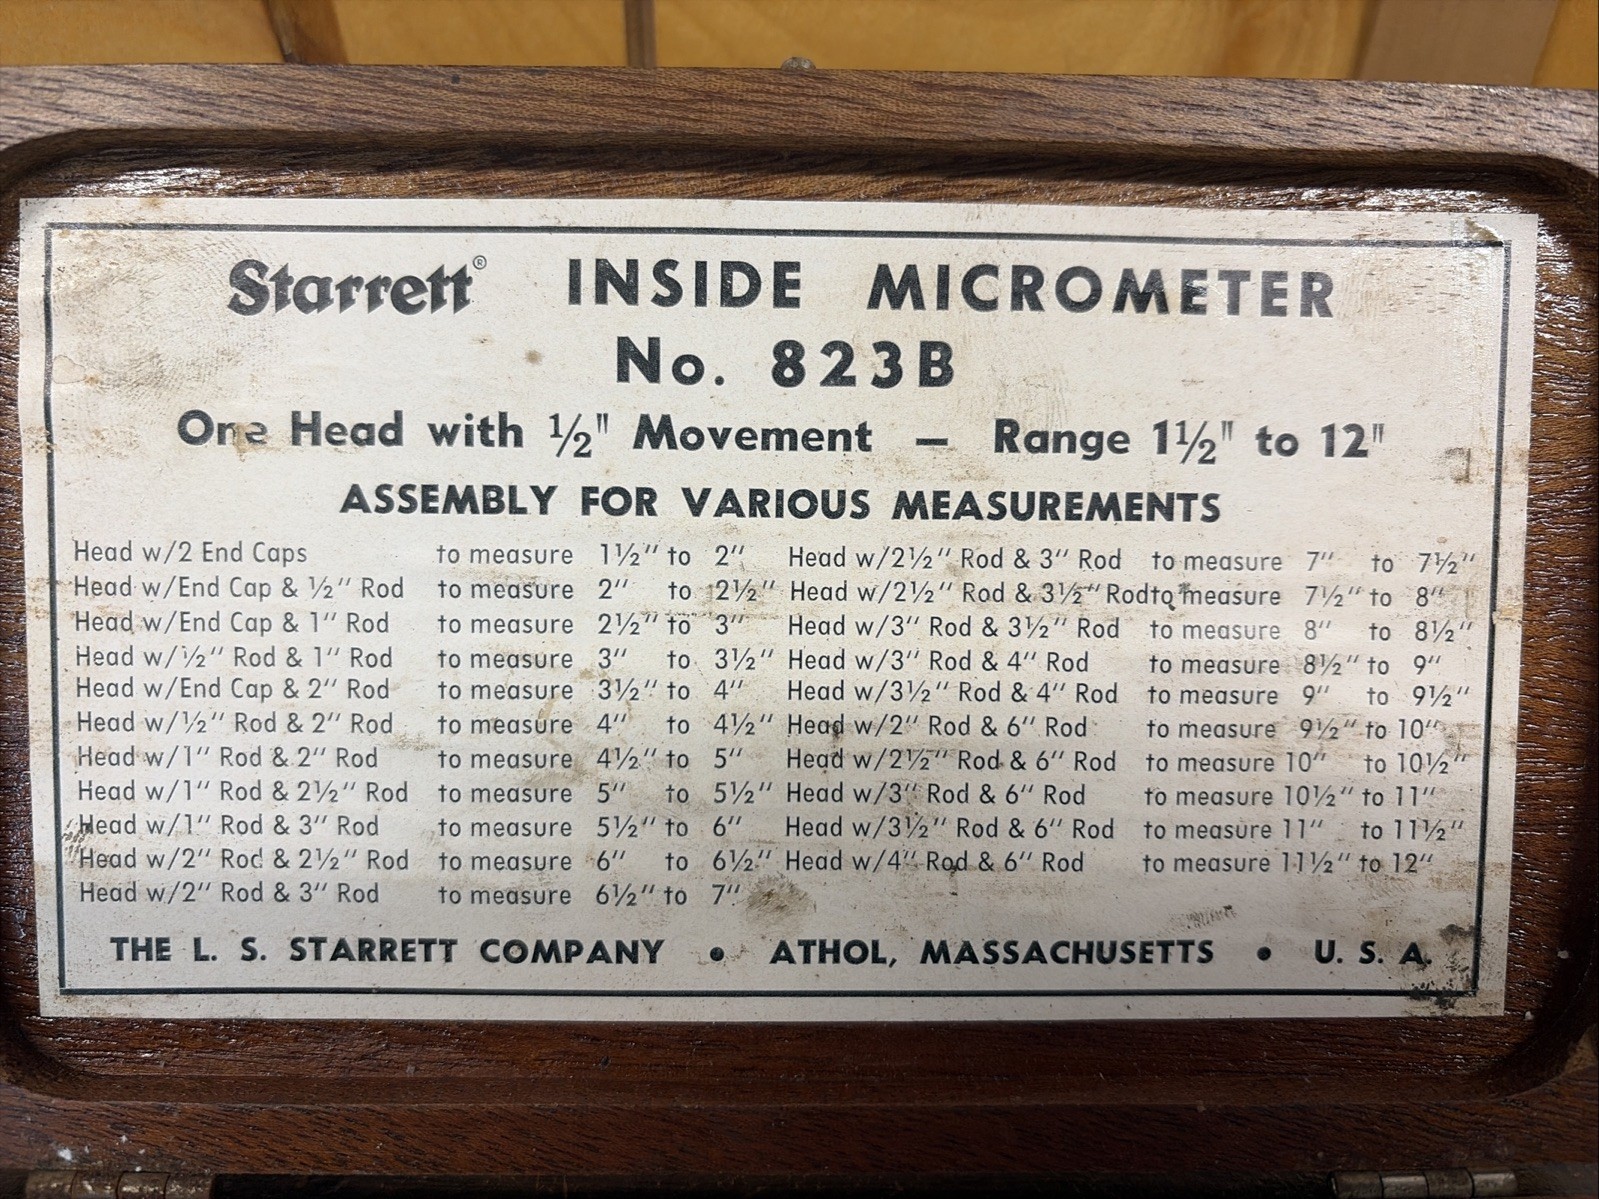 Starrett® INSIDE MICROMETER
No. 823B
One Head with ½" Movement — Range 1½" to 12"
ASSEMBLY FOR VARIOUS MEASUREMENTS
Head w/2 End Caps to measure 1½" to 2"
Head w/End Cap & ½" Rod to measure 2" to 2½"
Head w/End Cap & 1" Rod to measure 2½" to 3"
Head w/½" Rod & 1" Rod to measure 3" to 3½"
Head w/End Cap & 2" Rod to measure 3½" to 4"
Head w/½" Rod & 2" Rod to measure 4" to 4½"
Head w/1" Rod & 2" Rod to measure 4½" to 5"
Head w/1" Rod & 2½" Rod to measure 5" to 5½"
Head w/1" Rod & 3" Rod to measure 5½" to 6"
Head w/2" Rod & 2½" Rod to measure 6" to 6½"
Head w/2" Rod & 3" Rod to measure 6½" to 7"
Head w/2½" Rod & 3" Rod to measure 7" to 7½"
Head w/2½" Rod & 3½" Rod to measure 7½" to 8"
Head w/3" Rod & 3½" Rod to measure 8" to 8½"
Head w/3" Rod & 4" Rod to measure 8½" to 9"
Head w/3½" Rod & 4" Rod to measure 9" to 9½"
Head w/2" Rod & 6" Rod to measure 9½" to 10"
Head w/2½" Rod & 6" Rod to measure 10" to 10½"
Head w/3" Rod & 6" Rod to measure 10½" to 11"
Head w/3½" Rod & 6" Rod to measure 11" to 11½"
Head w/4" Rod & 6" Rod to measure 11½" to 12"
THE L. S. STARRETT COMPANY • ATHOL, MASSACHUSETTS • U. S. A.